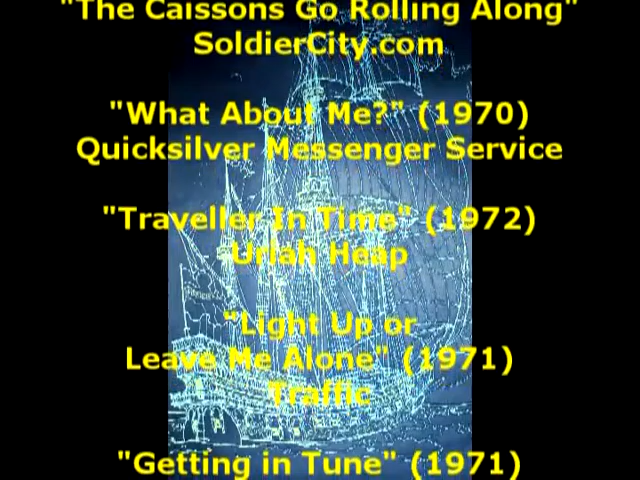 "The Caissons Go Rolling Along"
SoldierCity.com
"What About Me?" (1970)
Quicksilver Messenger Service
"Traveller In Time" (1972)
Uriah Heap
"Light Up or
Leave Me Alone" (1971)
Traffic
"Getting in Tune" (1971)